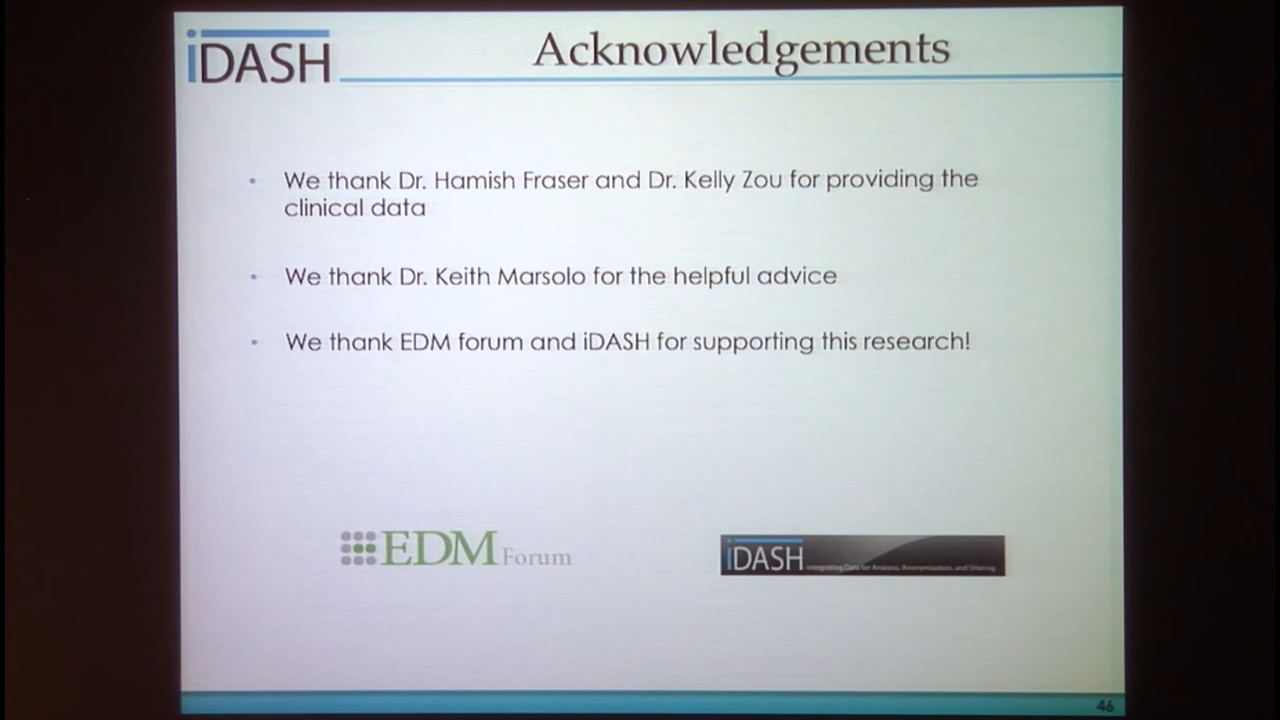 iDASH
Acknowledgements
• We thank Dr. Hamish Fraser and Dr. Kelly Zou for providing the
clinical data
• We thank Dr. Keith Marsolo for the helpful advice
• We thank EDM forum and iDASH for supporting this research!
EDM Forum
iDASH integrating Data for Analysis, Anonymization, and SHaring
46